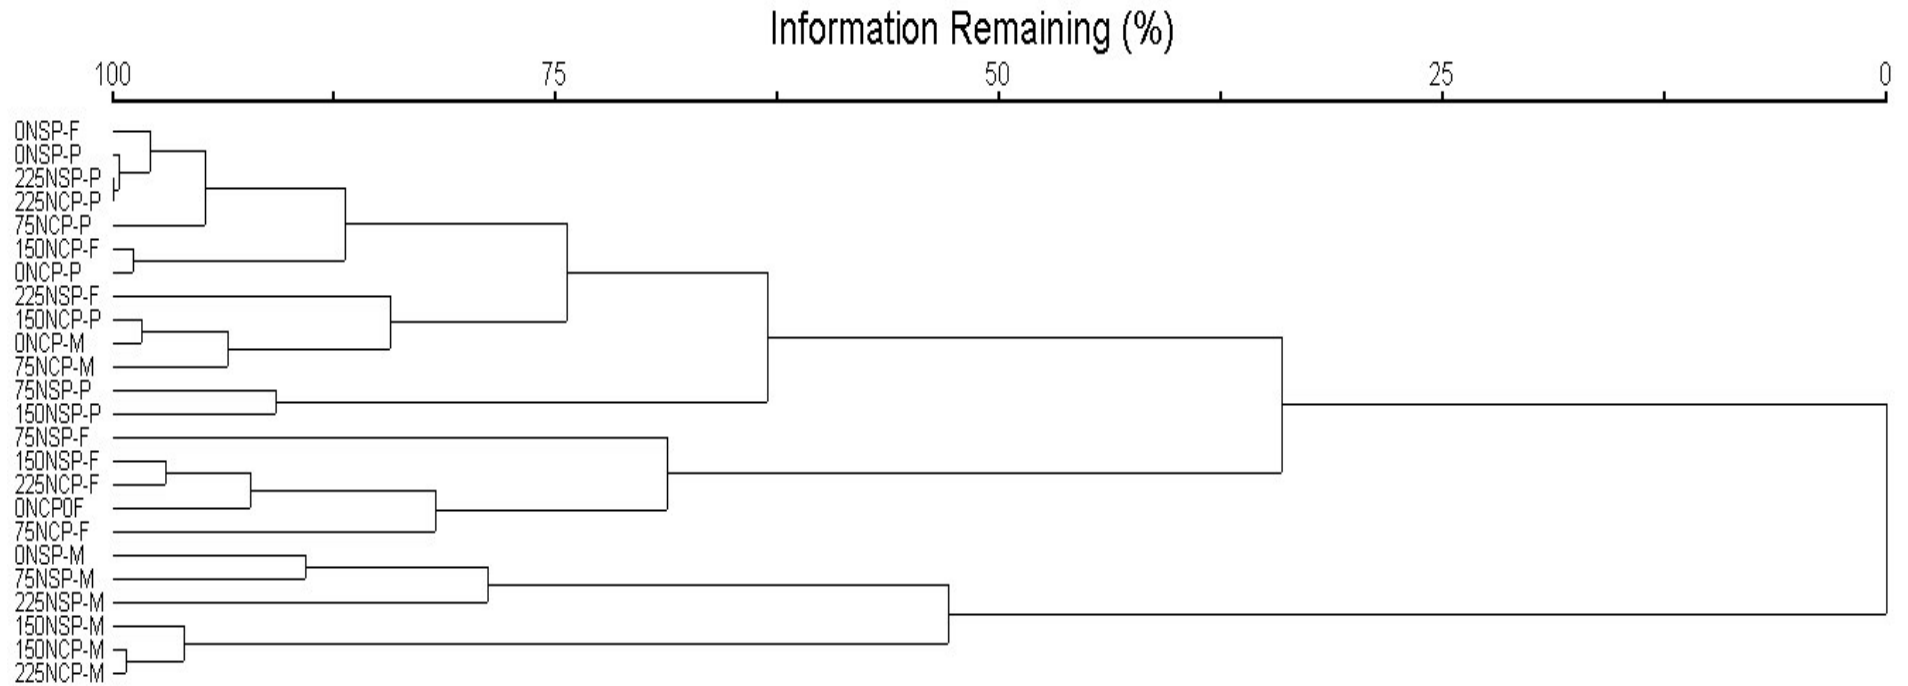 Information Remaining (%)
100 75 50 25 0
0NSP-F
0NSP-P
225NSP-P
225NCP-P
75NCP-P
150NCP-F
0NCP-P
225NSP-F
150NCP-P
0NCP-M
75NCP-M
75NSP-P
150NSP-P
75NSP-F
150NSP-F
225NCP-F
0NCP0F
75NCP-F
0NSP-M
75NSP-M
225NSP-M
150NSP-M
150NCP-M
225NCP-M